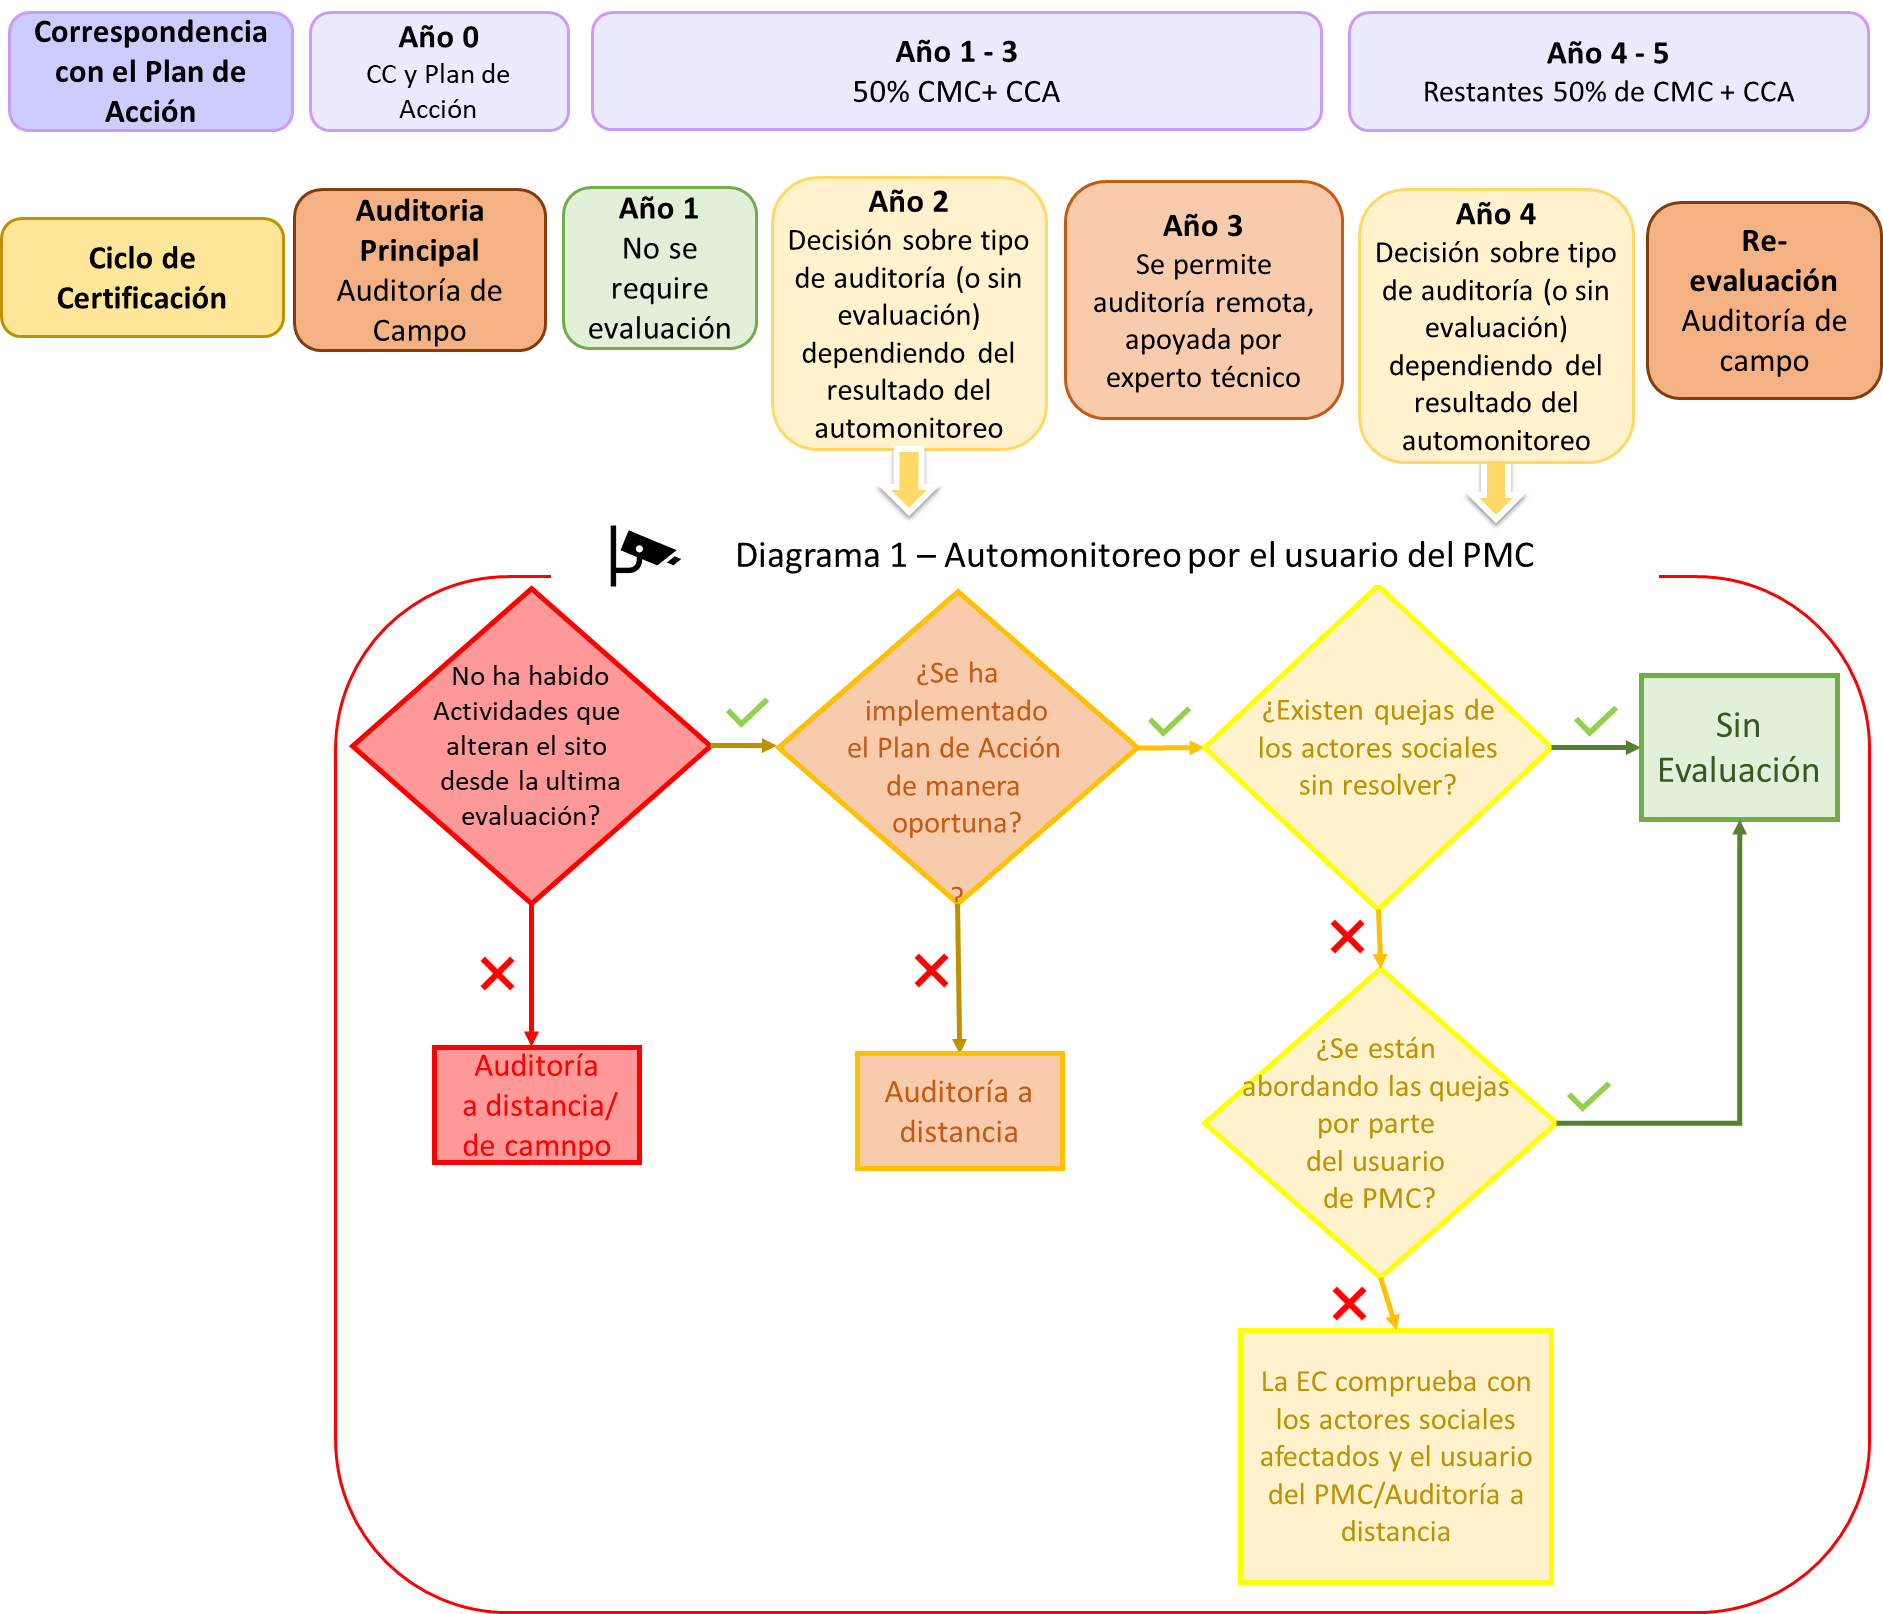 Correspondencia
con el Plan de
Acción
Año 0
CC y Plan de
Acción
Año 1 - 3
50% CMC+ CCA
Año 4 - 5
Restantes 50% de CMC + CCA
Ciclo de
Certificación
Auditoria
Principal
Auditoría de
Campo
Año 1
No se
require
evaluación
Año 2
Decisión sobre tipo
de auditoría (o sin
evaluación)
dependiendo del
resultado del
automonitoreo
Año 3
Se permite
auditoría remota,
apoyada por
experto técnico
Año 4
Decisión sobre tipo
de auditoría (o sin
evaluación)
dependiendo del
resultado del
automonitoreo
Re-
evaluación
Auditoría de
campo
Diagrama 1 – Automonitoreo por el usuario del PMC
No ha habido
Actividades que
alteran el sito
desde la ultima
evaluación?
¿Se ha
implementado
el Plan de Acción
de manera
oportuna?
?
¿Existen quejas de
los actores sociales
sin resolver?
Sin
Evaluación
Auditoría
a distancia/
de camnpo
Auditoría a
distancia
¿Se están
abordando las quejas
por parte
del usuario
de PMC?
La EC comprueba con
los actores sociales
afectados y el usuario
del PMC/Auditoría a
distancia